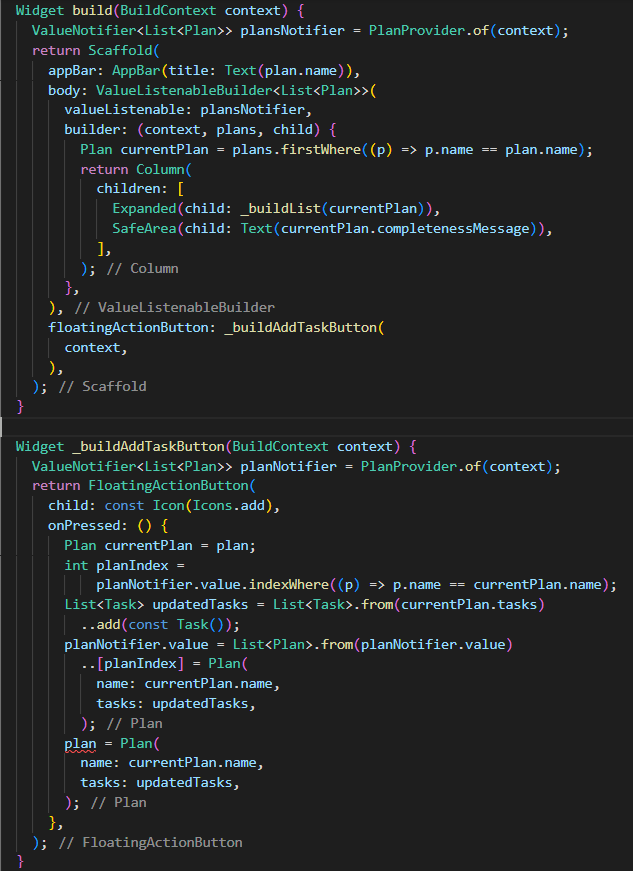 Widget build(BuildContext context) {
  ValueNotifier<List<Plan>> plansNotifier = PlanProvider.of(context);
  return Scaffold(
    appBar: AppBar(title: Text(plan.name)),
    body: ValueListenableBuilder<List<Plan>>(
      valueListenable: plansNotifier,
      builder: (context, plans, child) {
        Plan currentPlan = plans.firstWhere((p) => p.name == plan.name);
        return Column(
          children: [
            Expanded(child: _buildList(currentPlan)),
            SafeArea(child: Text(currentPlan.completenessMessage)),
          ],
        ); // Column
      },
    ), // ValueListenableBuilder
    floatingActionButton: _buildAddTaskButton(
      context,
    ),
  ); // Scaffold
}
Widget _buildAddTaskButton(BuildContext context) {
  ValueNotifier<List<Plan>> planNotifier = PlanProvider.of(context);
  return FloatingActionButton(
    child: const Icon(Icons.add),
    onPressed: () {
      Plan currentPlan = plan;
      int planIndex =
          planNotifier.value.indexWhere((p) => p.name == currentPlan.name);
      List<Task> updatedTasks = List<Task>.from(currentPlan.tasks)
        ..add(const Task());
      planNotifier.value = List<Plan>.from(planNotifier.value)
        ..[planIndex] = Plan(
          name: currentPlan.name,
          tasks: updatedTasks,
        ); // Plan
      plan = Plan(
        name: currentPlan.name,
        tasks: updatedTasks,
      ); // Plan
    },
  ); // FloatingActionButton
}